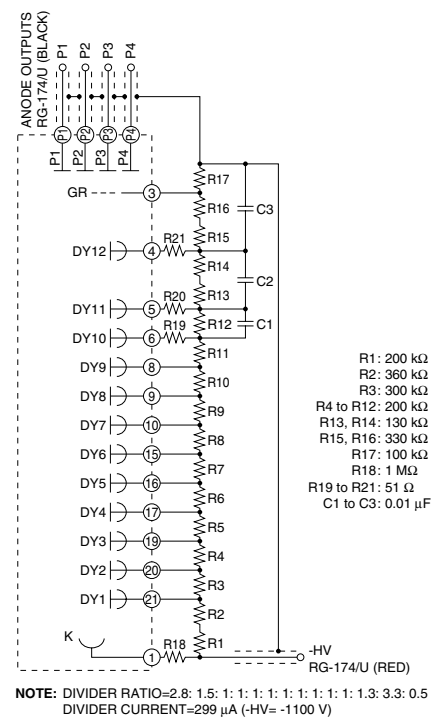 ANODE OUTPUTS
RG-174/U (BLACK)
P1 P2 P3 P4
P1 P2 P3 P4
P1 P2 P3 P4
R17
GR 3
R16 C3
R15
R21
DY12 4
R14
C2
R13
R20
DY11 5
R12 C1
R19
DY10 6
R11
DY9 8
R10
DY8 9
R9
DY7 10
R8
DY6 15
R7
DY5 16
R6
DY4 17
R5
DY3 19
R4
DY2 20
R3
DY1 21
R2
K
R18 R1
1
-HV
RG-174/U (RED)
R1: 200 kΩ
R2: 360 kΩ
R3: 300 kΩ
R4 to R12: 200 kΩ
R13, R14: 130 kΩ
R15, R16: 330 kΩ
R17: 100 kΩ
R18: 1 MΩ
R19 to R21: 51 Ω
C1 to C3: 0.01 μF
NOTE: DIVIDER RATIO=2.8: 1.5: 1: 1: 1: 1: 1: 1: 1: 1: 1: 1.3: 3.3: 0.5
DIVIDER CURRENT=299 μA (-HV= -1100 V)